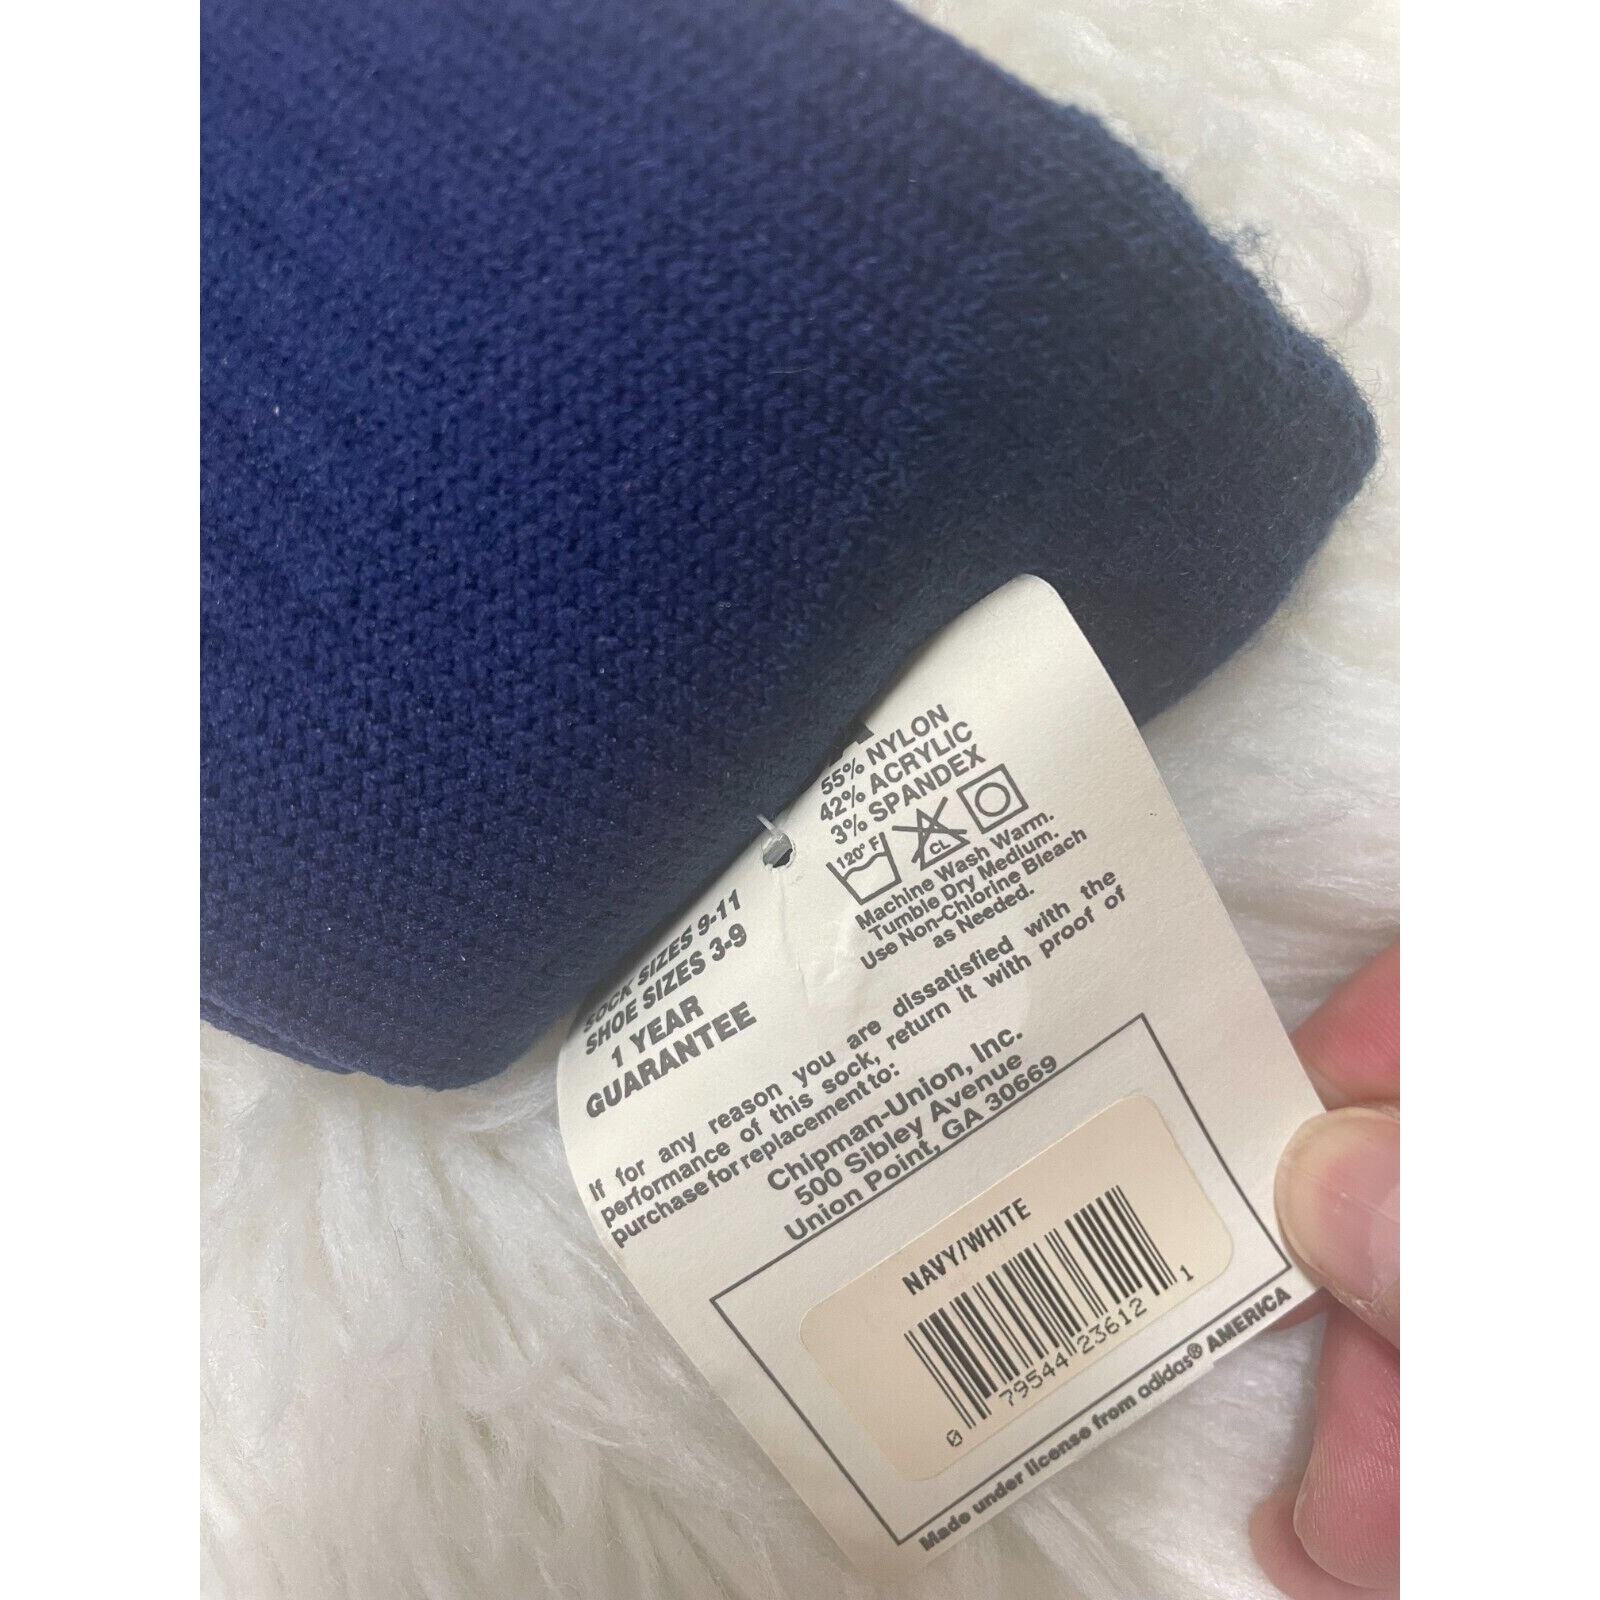 55% NYLON
42% ACRYLIC
3% SPANDEX
120° F
CL
Machine Wash Warm.
Tumble Dry Medium.
Use Non-Chlorine Bleach
as Needed.
SOCK SIZES 9-11
SHOE SIZES 3-9
1 YEAR
GUARANTEE
If for any reason you are dissatisfied with the
performance of this sock, return it with proof of
purchase for replacement to:
Chipman-Union, Inc.
500 Sibley Avenue
Union Point, GA 30669
NAVY/WHITE
0 79544 23612 1
Made under license from adidas® AMERICA